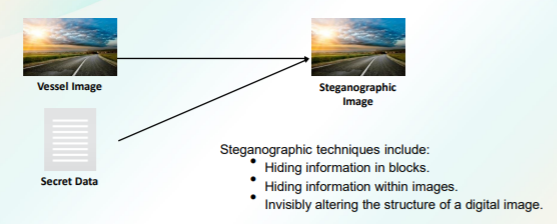 Vessel Image
Steganographic
Image
Secret Data
Steganographic techniques include:
• Hiding information in blocks.
• Hiding information within images.
• Invisibly altering the structure of a digital image.